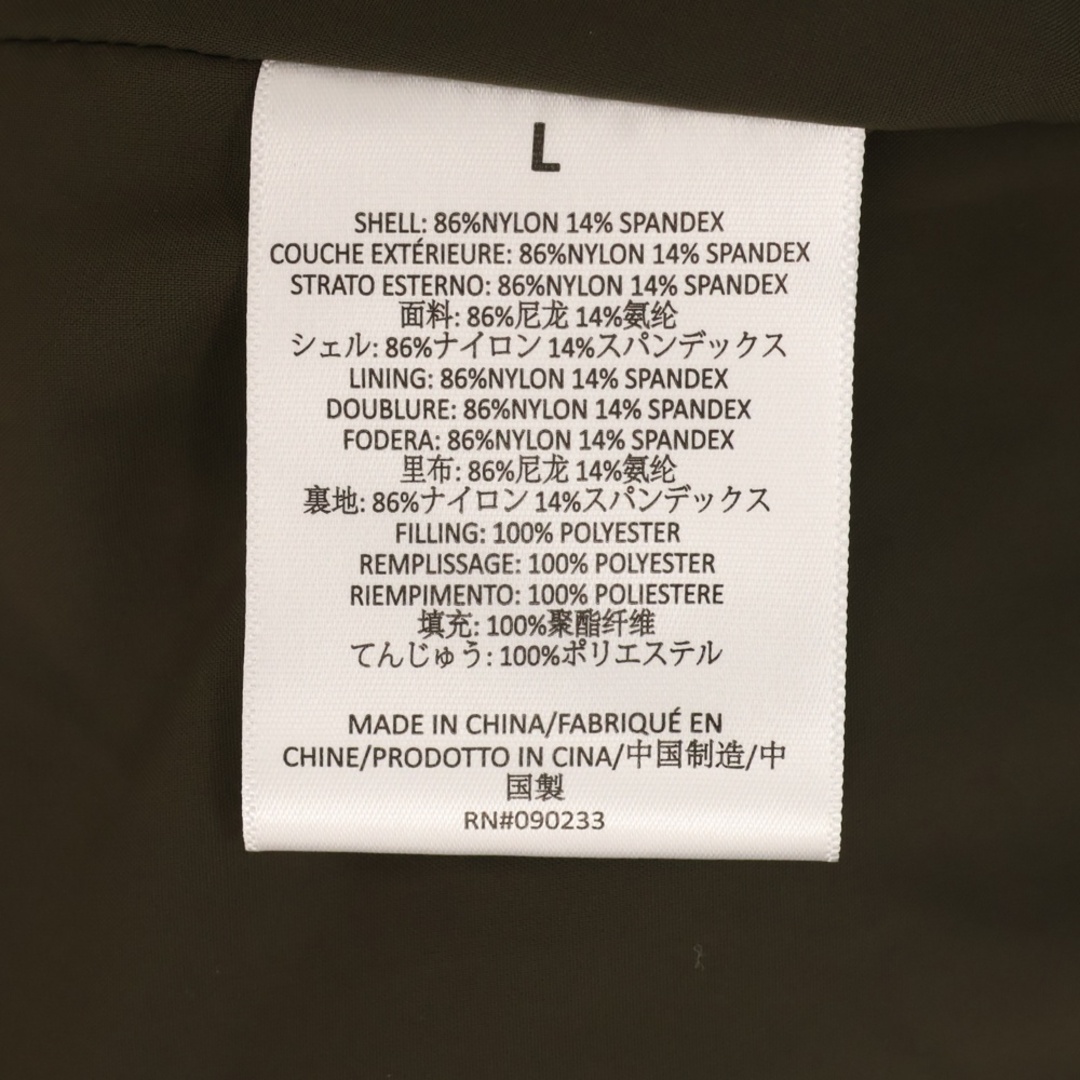 L
SHELL: 86%NYLON 14% SPANDEX
COUCHE EXTÉRIEURE: 86%NYLON 14% SPANDEX
STRATO ESTERNO: 86%NYLON 14% SPANDEX
面料: 86%尼龙 14%氨纶
シェル: 86%ナイロン 14%スパンデックス
LINING: 86%NYLON 14% SPANDEX
DOUBLURE: 86%NYLON 14% SPANDEX
FODERA: 86%NYLON 14% SPANDEX
里布: 86%尼龙 14%氨纶
裏地: 86%ナイロン 14%スパンデックス
FILLING: 100% POLYESTER
REMPLISSAGE: 100% POLYESTER
RIEMPIMENTO: 100% POLIESTERE
填充: 100%聚酯纤维
てんじゅう: 100%ポリエステル
MADE IN CHINA/FABRIQUÉ EN
CHINE/PRODOTTO IN CINA/中国制造/中
国製
RN#090233